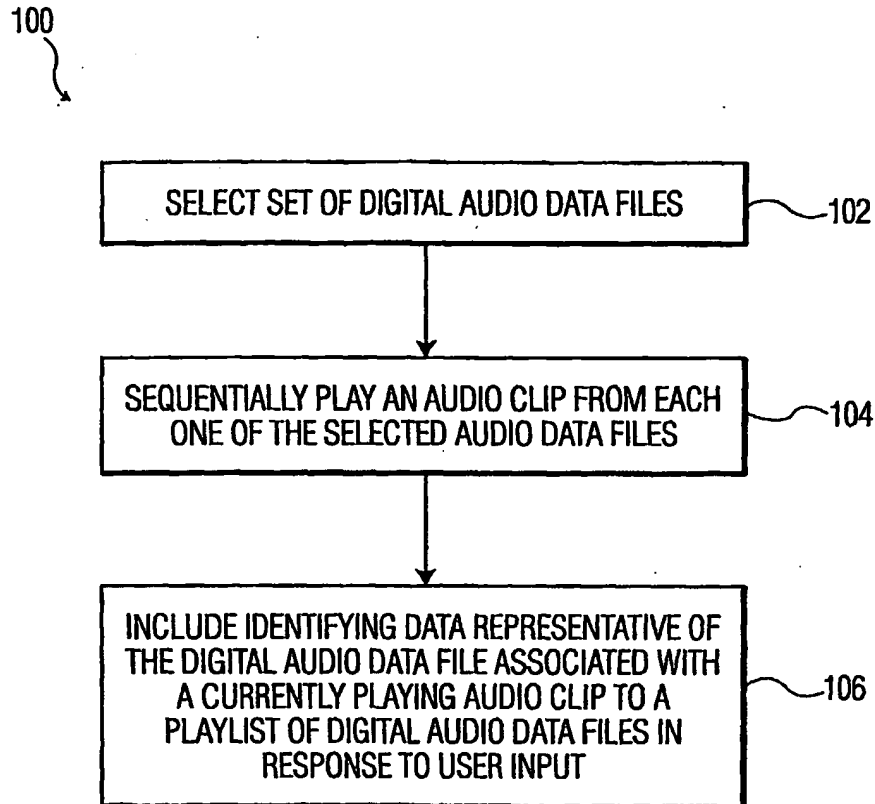 100
SELECT SET OF DIGITAL AUDIO DATA FILES
102
SEQUENTIALLY PLAY AN AUDIO CLIP FROM EACH
ONE OF THE SELECTED AUDIO DATA FILES
104
INCLUDE IDENTIFYING DATA REPRESENTATIVE OF
THE DIGITAL AUDIO DATA FILE ASSOCIATED WITH
A CURRENTLY PLAYING AUDIO CLIP TO A
PLAYLIST OF DIGITAL AUDIO DATA FILES IN
RESPONSE TO USER INPUT
106